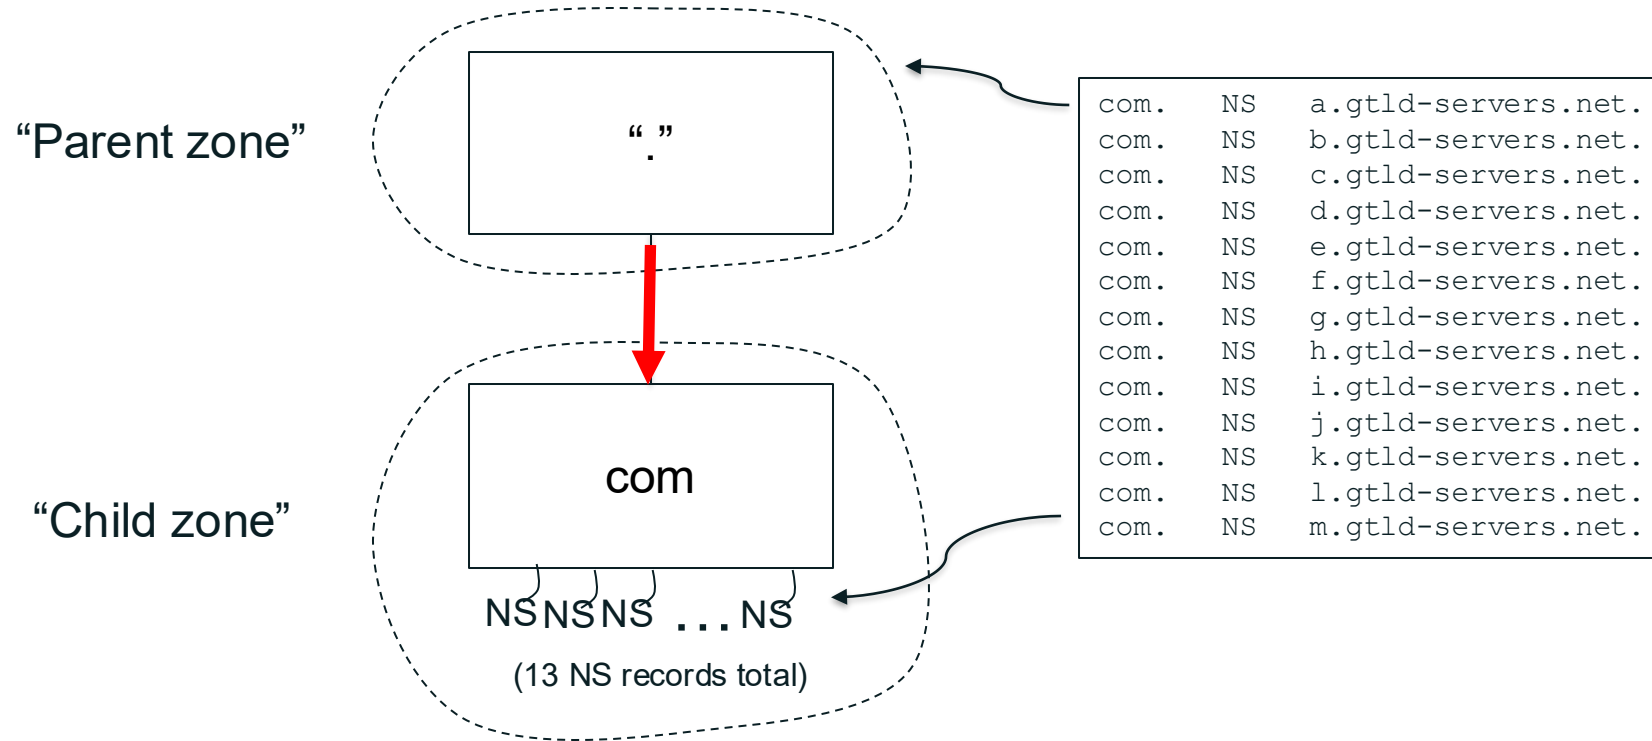 “Parent zone”
“.”
“Child zone”
com
NS NS NS ... NS
(13 NS records total)
com. NS a.gtld-servers.net.
com. NS b.gtld-servers.net.
com. NS c.gtld-servers.net.
com. NS d.gtld-servers.net.
com. NS e.gtld-servers.net.
com. NS f.gtld-servers.net.
com. NS g.gtld-servers.net.
com. NS h.gtld-servers.net.
com. NS i.gtld-servers.net.
com. NS j.gtld-servers.net.
com. NS k.gtld-servers.net.
com. NS l.gtld-servers.net.
com. NS m.gtld-servers.net.